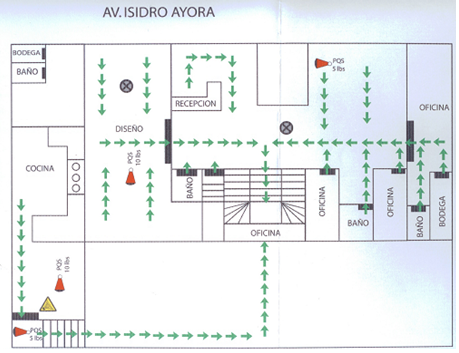 AV. ISIDRO AYORA
BODEGA
BAÑO
COCINA
DISEÑO
PQS
10 lbs
RECEPCION
PQS
5 lbs
OFICINA
BAÑO
OFICINA
OFICINA
BAÑO
OFICINA
BAÑO
BODEGA
PQS
10 lbs
PQS
5 lbs